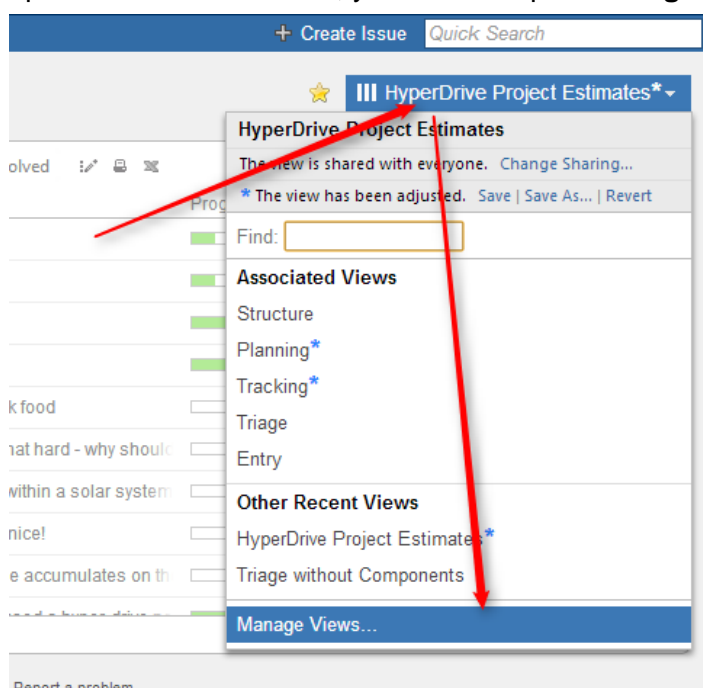 + Create Issue Quick Search
HyperDrive Project Estimates*
HyperDrive Project Estimates
olved
The view is shared with everyone. Change Sharing...
* The view has been adjusted. Save | Save As... | Revert
Prog
Find:
Associated Views
Structure
Planning*
Tracking*
Triage
k food
Entry
hat hard - why should
within a solar system
Other Recent Views
nice!
HyperDrive Project Estimates*
e accumulates on th
Triage without Components
Manage Views...
Report a problem